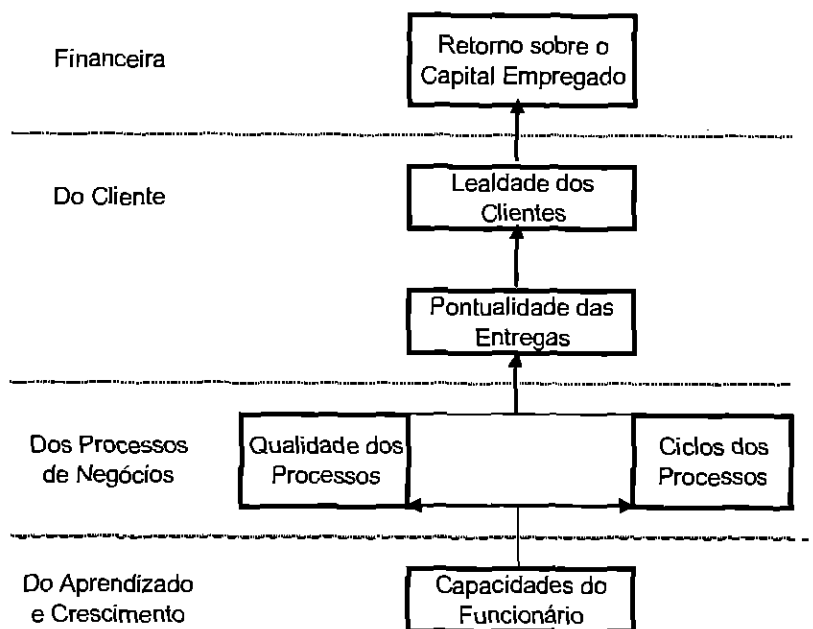 Financeira
Retorno sobre o
Capital Empregado
Do Cliente
Lealdade dos
Clientes
Pontualidade das
Entregas
Dos Processos
de Negócios
Qualidade dos
Processos
Ciclos dos
Processos
Do Aprendizado
e Crescimento
Capacidades do
Funcionário